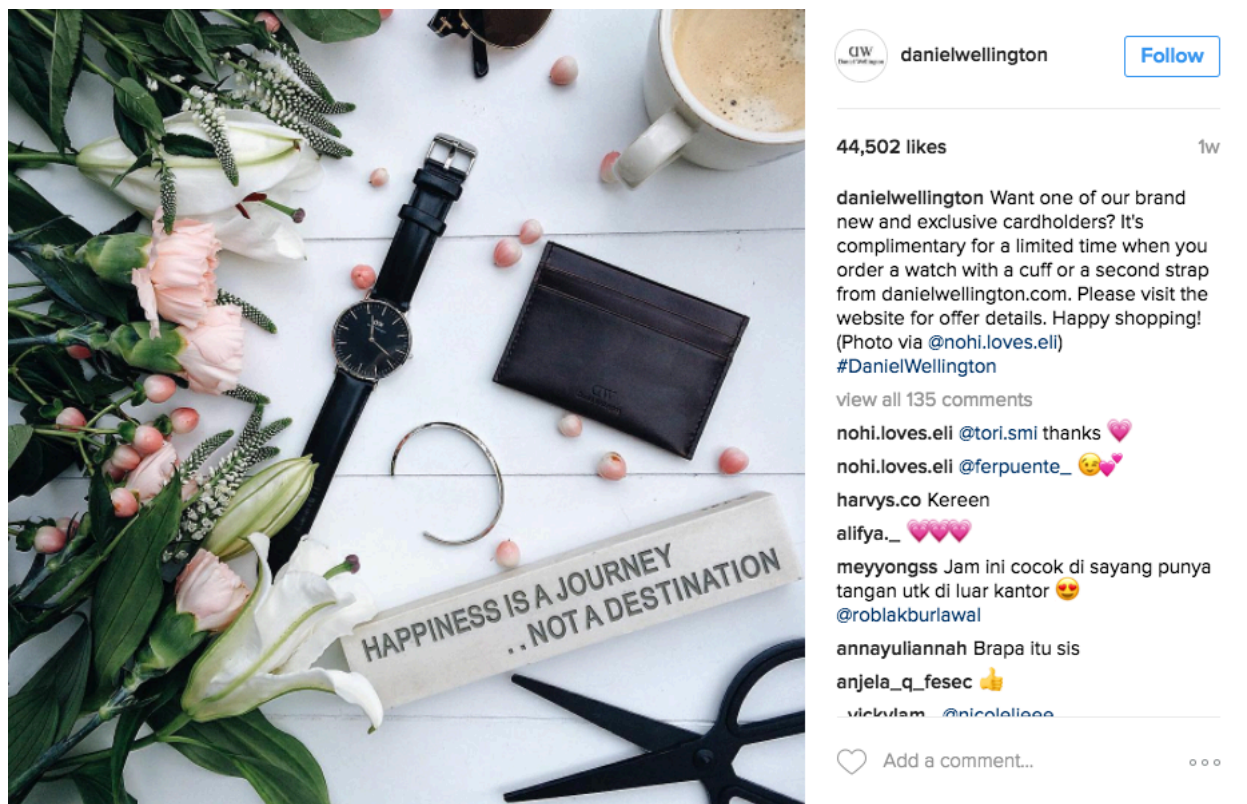 HAPPINESS IS A JOURNEY
..NOT A DESTINATION
DW
Daniel Wellington
danielwellington
Follow
44,502 likes
1w
danielwellington Want one of our brand
new and exclusive cardholders? It's
complimentary for a limited time when you
order a watch with a cuff or a second strap
from danielwellington.com. Please visit the
website for offer details. Happy shopping!
(Photo via @nohi.loves.eli)
#DanielWellington
view all 135 comments
nohi.loves.eli @tori.smi thanks 💗
nohi.loves.eli @ferpuente_ 😉💕
harvys.co Kereen
alifya._ 💗💗💗
meyyongss Jam ini cocok di sayang punya
tangan utk di luar kantor 😍
@roblakburlawal
annayuliannah Brapa itu sis
anjela_q_fesec 👍
Add a comment...